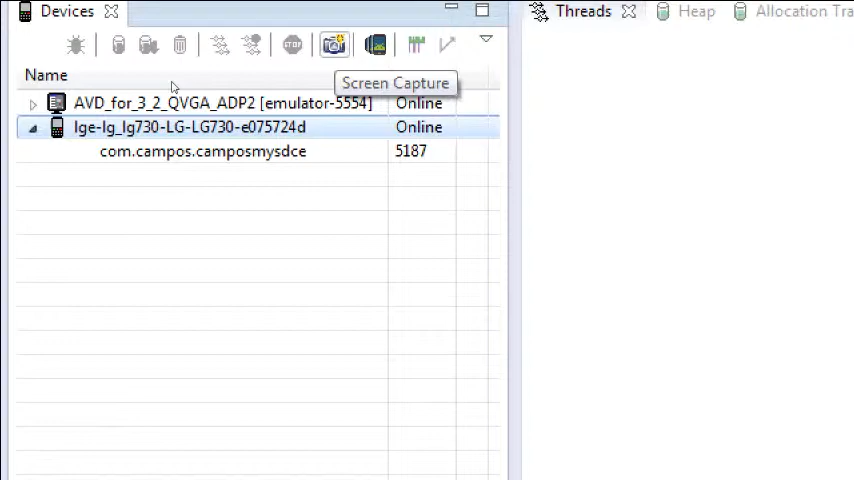 Devices
Threads
Heap
Allocation Tra
STOP
Name
Screen Capture
AVD_for_3_2_QVGA_ADP2 [emulator-5554] Online
lge-lg_lg730-LG-LG730-e075724d Online
com.campos.camposmysdce 5187